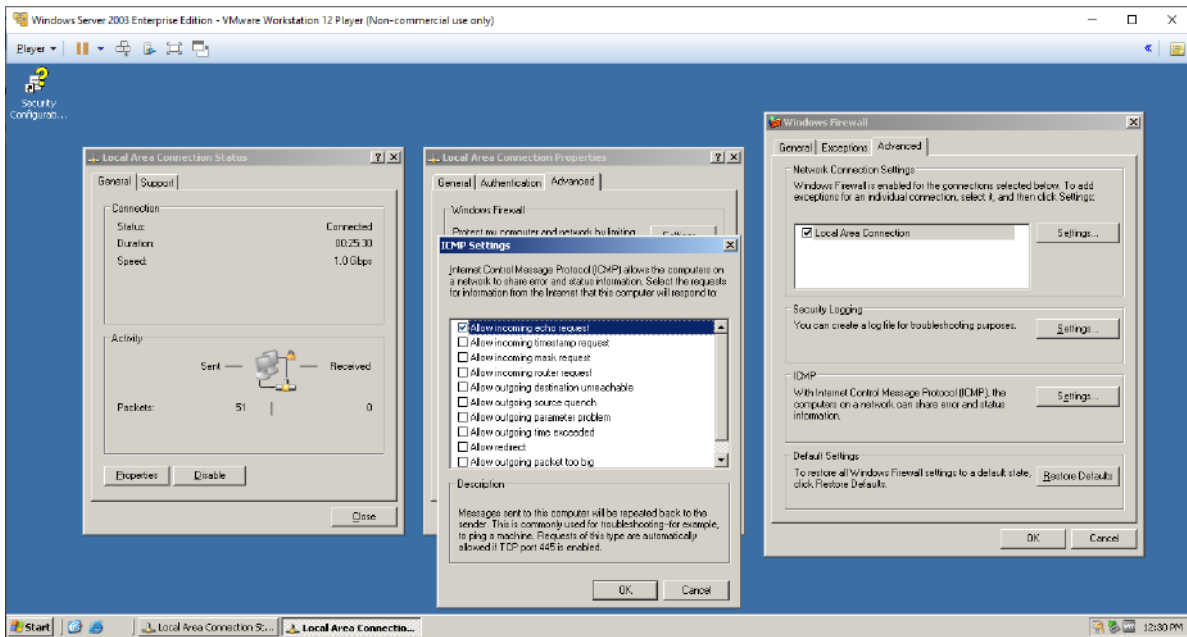 Windows Server 2003 Enterprise Edition - VMware Workstation 12 Player (Non-commercial use only)
Player
Security
Configurati...
Local Area Connection Status
General Support
Connection
Status: Connected
Duration: 00:25:30
Speed: 1.0 Gbps
Activity
Sent Received
Packets: 51 0
Properties Disable
Close
Local Area Connection Properties
General Authentication Advanced
Windows Firewall
Protect my computer and network by limiting
ICMP Settings
Internet Control Message Protocol (ICMP) allows the computers on
a network to share error and status information. Select the requests
for information from the Internet that this computer will respond to:
Allow incoming echo request
Allow incoming timestamp request
Allow incoming mask request
Allow incoming router request
Allow outgoing destination unreachable
Allow outgoing source quench
Allow outgoing parameter problem
Allow outgoing time exceeded
Allow redirect
Allow outgoing packet too big
Description
Messages sent to this computer will be repeated back to the
sender. This is commonly used for troubleshooting--for example,
to ping a machine. Requests of this type are automatically
allowed if TCP port 445 is enabled.
OK Cancel
Windows Firewall
General Exceptions Advanced
Network Connection Settings
Windows Firewall is enabled for the connections selected
below. To add
exceptions for an individual connection, select it, and then click Settings:
Local Area Connection
Settings...
Security Logging
You can create a log file for troubleshooting purposes.
Settings...
ICMP
With Internet Control Message Protocol (ICMP), the
computers on a network can share error and status
information.
Settings...
Default Settings
To restore all Windows Firewall settings to a default state,
click Restore Defaults.
Restore Defaults
OK Cancel
Start
Local Area Connection St...
Local Area Connectio...
12:30 PM